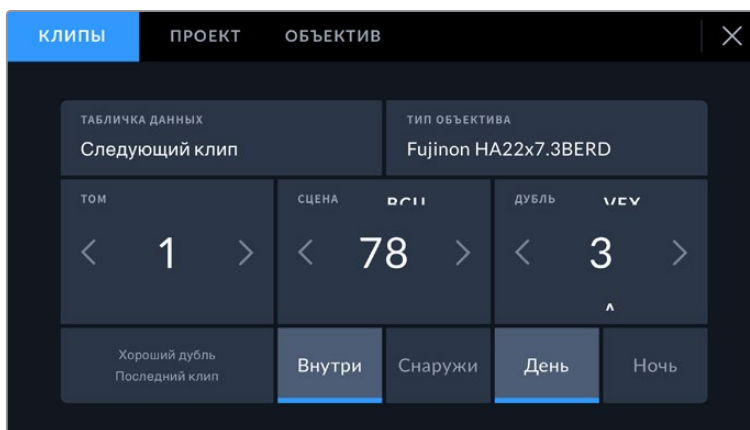 КЛИПЫ ПРОЕКТ ОБЪЕКТИВ
ТАБЛИЧКА ДАННЫХ ТИП ОБЪЕКТИВА
Следующий клип Fujinon HA22x7.3BERD
ТОМ СЦЕНА ДУБЛЬ
1 78 3
Хороший дубль
Последний клип
Внутри Снаружи День Ночь